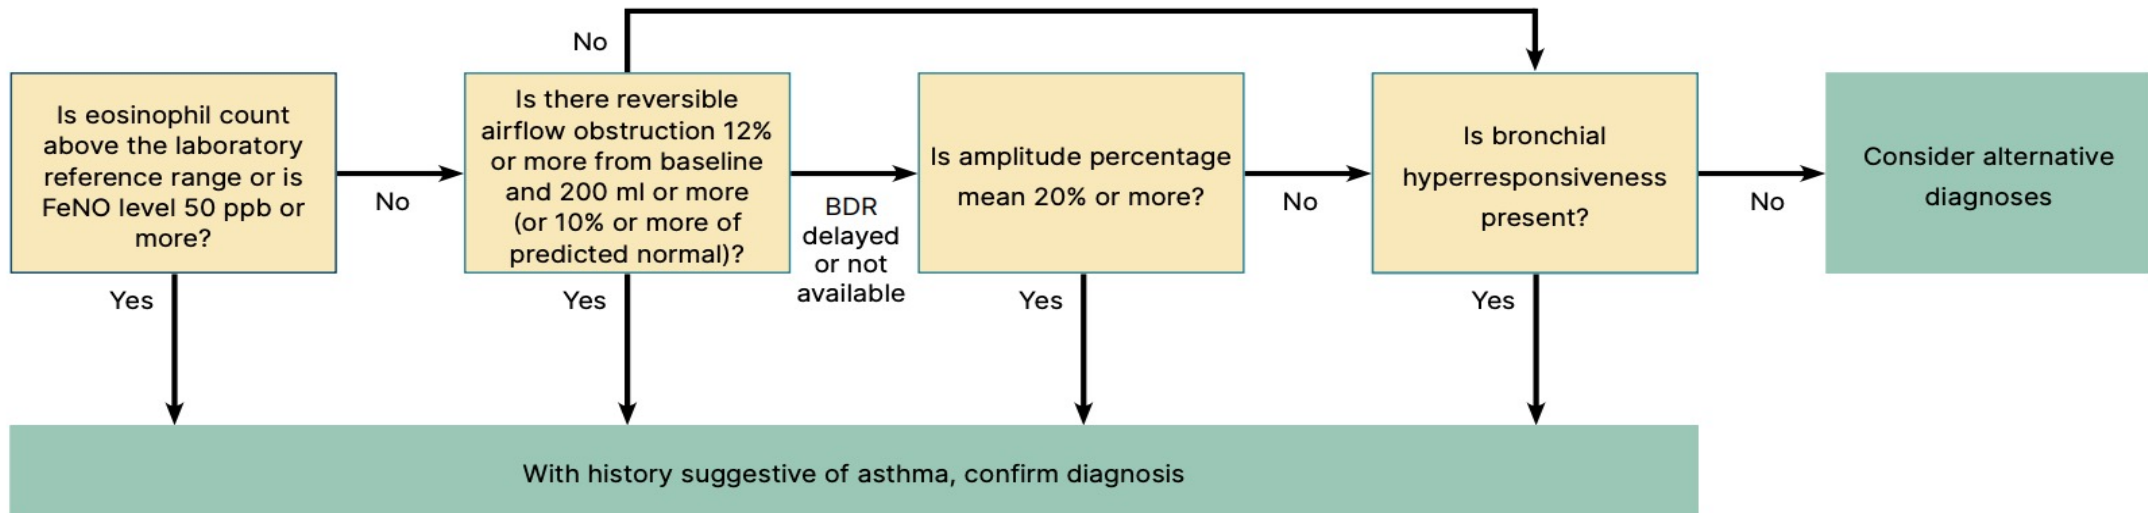 No
Is eosinophil count
above the laboratory
reference range or is
FeNO level 50 ppb or
more?
No
Yes
Is there reversible
airflow obstruction 12%
or more from baseline
and 200 ml or more
(or 10% or more of
predicted normal)?
BDR
delayed
or not
available
Yes
Is amplitude percentage
mean 20% or more?
No
Yes
Is bronchial
hyperresponsiveness
present?
No
Yes
Consider alternative
diagnoses
With history suggestive of asthma, confirm diagnosis